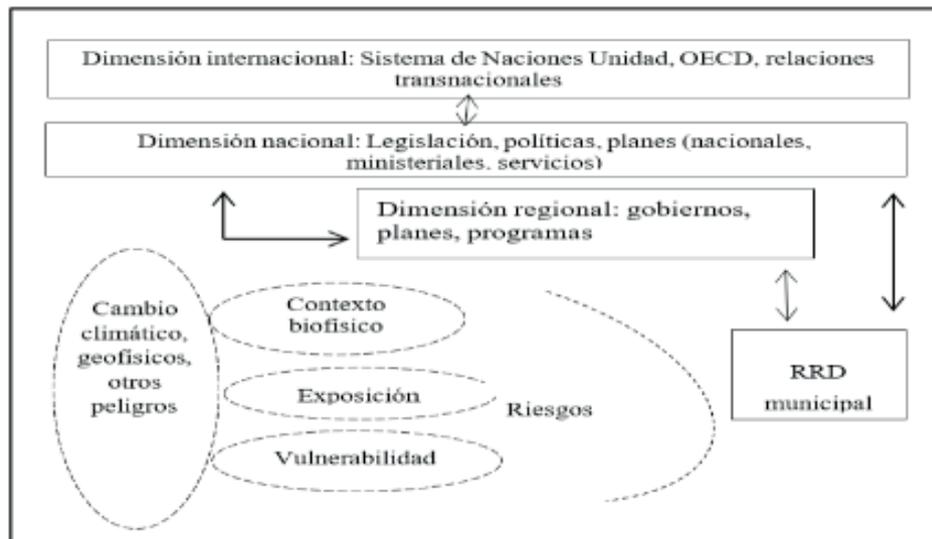 Dimensión internacional: Sistema de Naciones Unidad, OECD, relaciones
transnacionales
Dimensión nacional: Legislación, políticas, planes (nacionales,
ministeriales. servicios)
Dimensión regional: gobiernos,
planes, programas
Cambio
climático,
geofísicos,
otros
peligros
Contexto
biofísico
Exposición
Riesgos
Vulnerabilidad
RRD
municipal